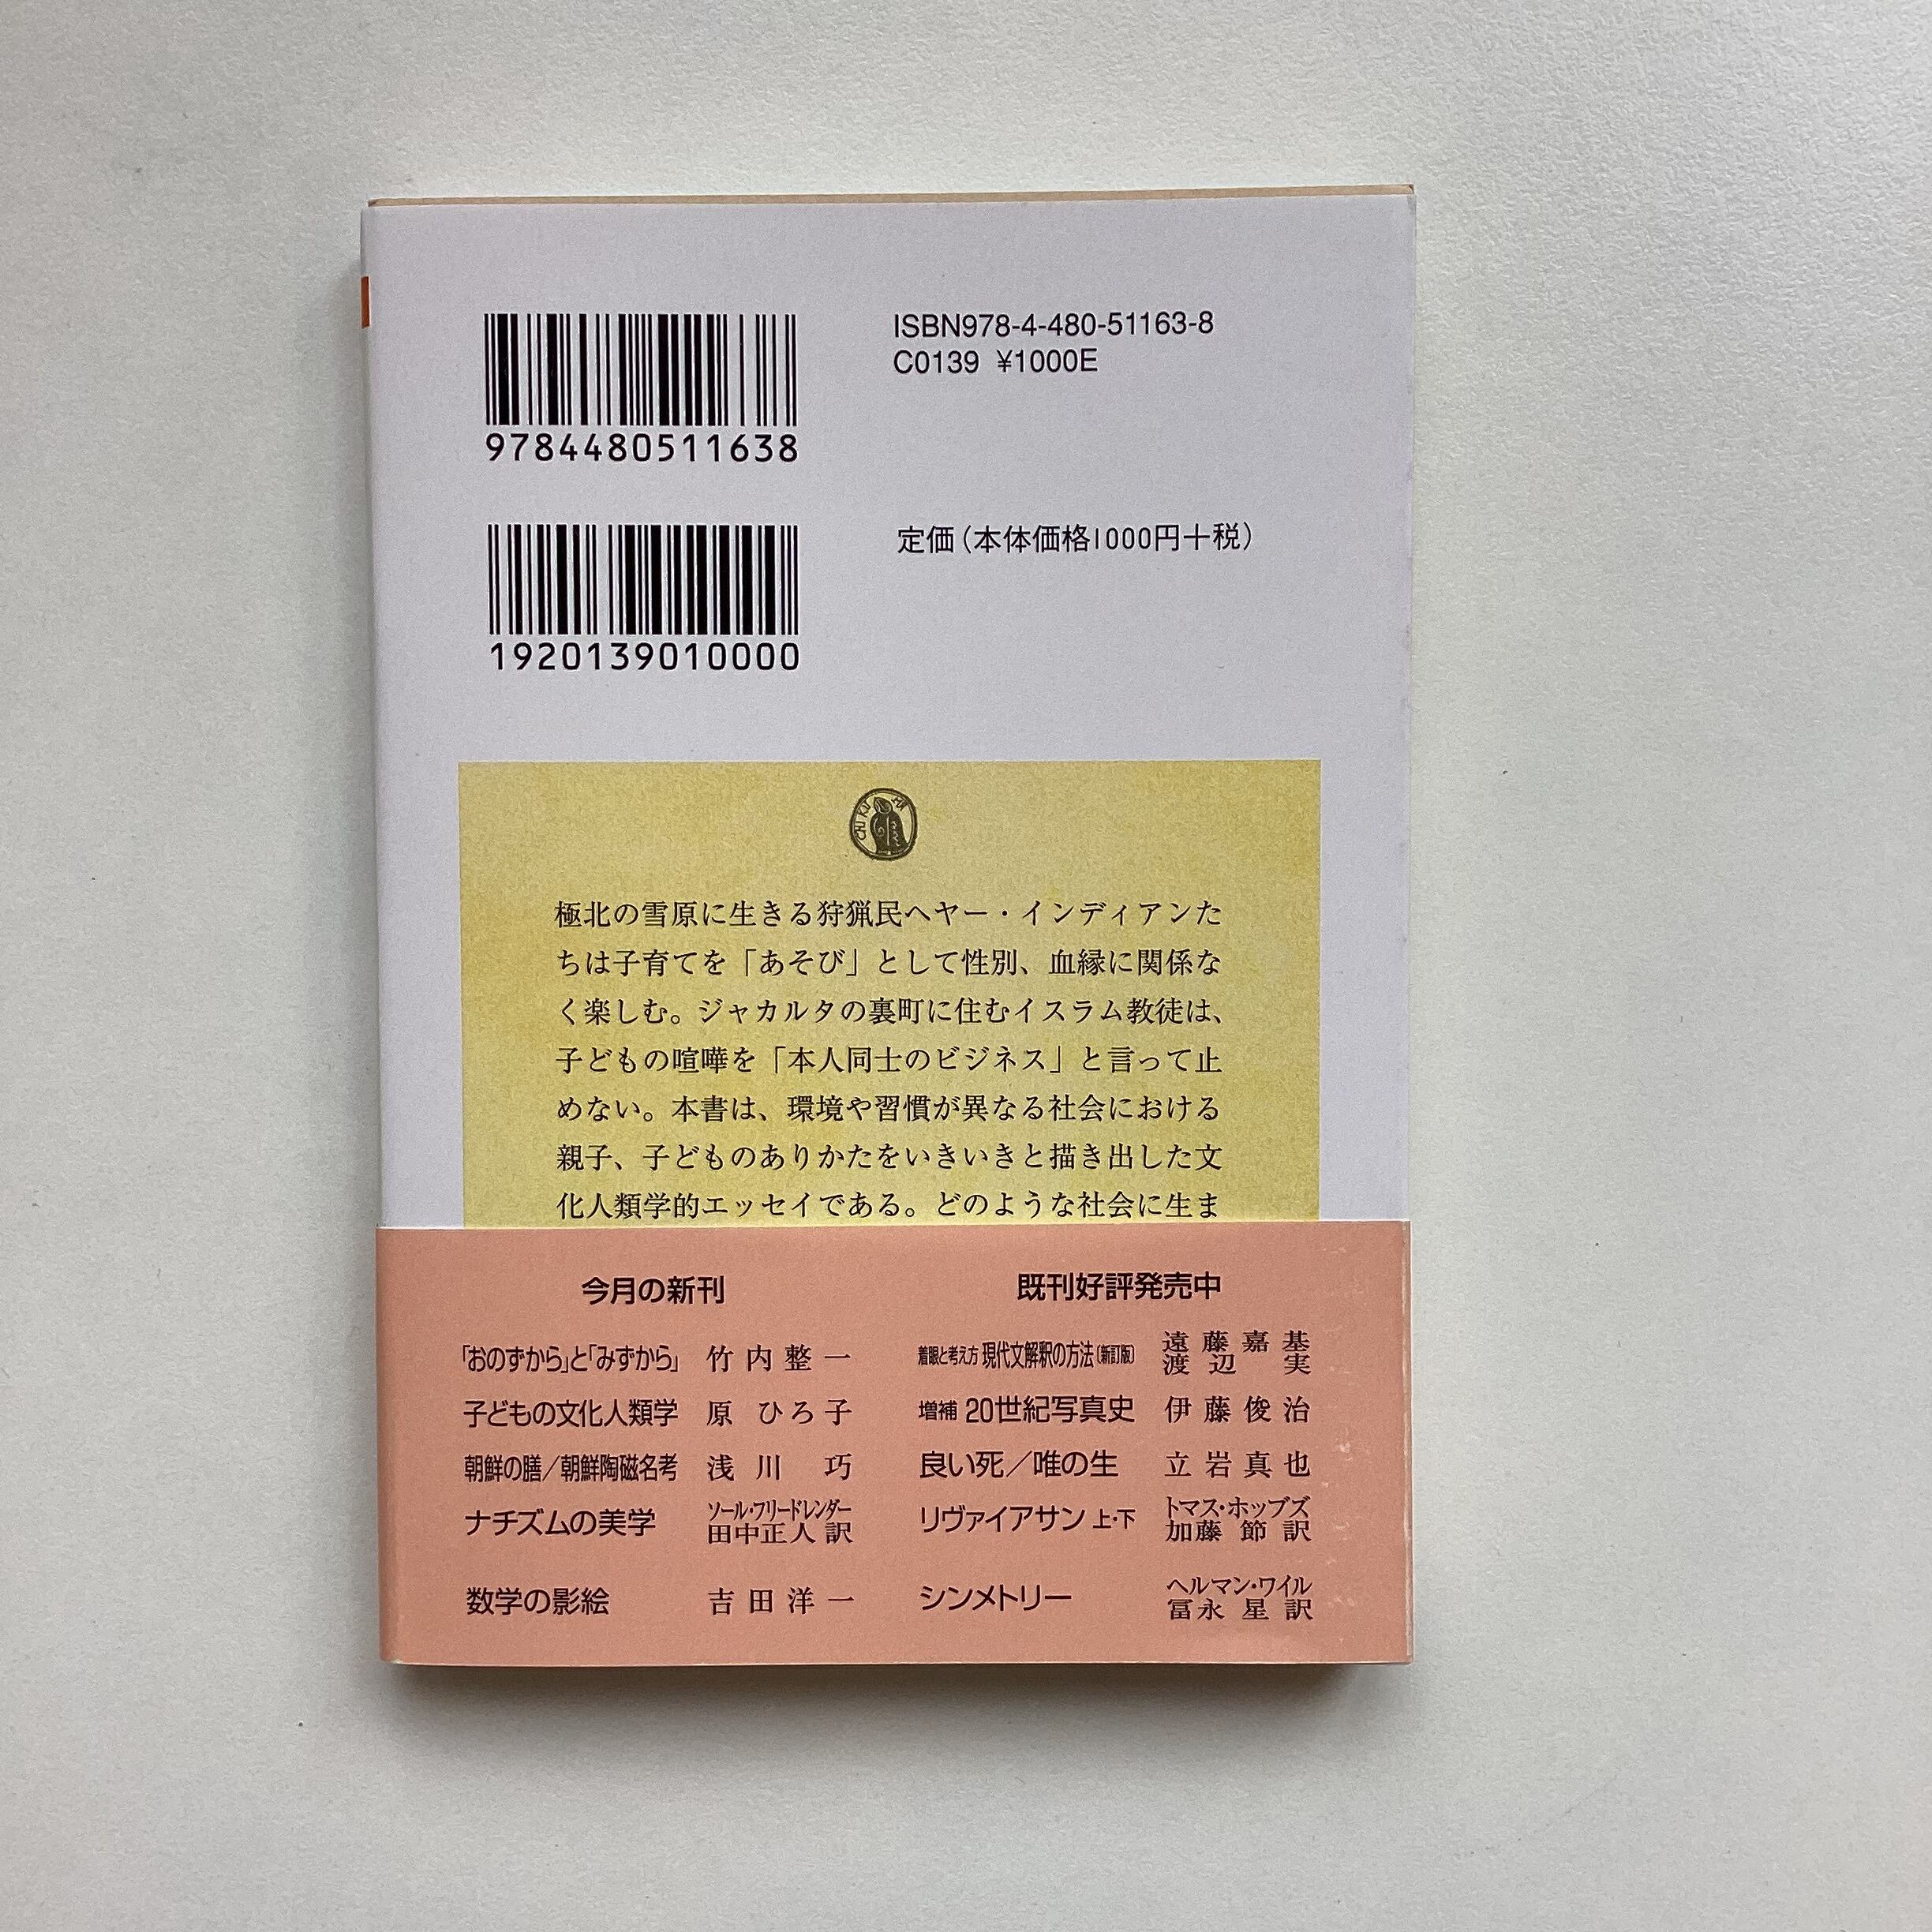 ISBN978-4-480-51163-8
C0139 ¥1000E
9784480511638
定価(本体価格1000円+税)
1920139010000
CHIKUMA
極北の雪原に生きる狩猟民ヘヤー・インディアンた
ちは子育てを「あそび」として性別、血縁に関係な
く楽しむ。ジャカルタの裏町に住むイスラム教徒は、
子どもの喧嘩を「本人同士のビジネス」と言って止
めない。本書は、環境や習慣が異なる社会における
親子、子どものありかたをいきいきと描き出した文
化人類学的エッセイである。どのような社会に生ま
今月の新刊
「おのずから」と「みずから」 竹内整一
子どもの文化人類学 原ひろ子
朝鮮の膳/朝鮮陶磁名考 浅川巧
ナチズムの美学 ソール・フリードレンダー
田中正人訳
数学の影絵 吉田洋一
既刊好評発売中
着眼と考え方 現代文解釈の方法〔新訂版〕 遠藤嘉基
渡辺実
増補 20世紀写真史 伊藤俊治
良い死/唯の生 立岩真也
リヴァイアサン 上・下 トマス・ホッブズ
加藤節訳
シンメトリー ヘルマン・ワイル
冨永星訳